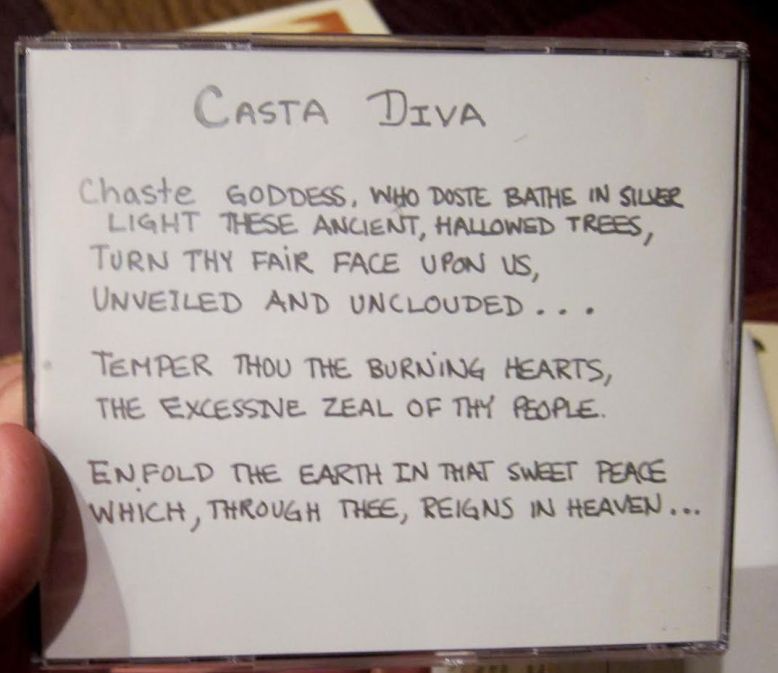 CASTA DIVA
Chaste GODDESS, WHO DOSTE BATHE IN SILVER
LIGHT THESE ANCIENT, HALLOWED TREES,
TURN THY FAIR FACE UPON US,
UNVEILED AND UNCLOUDED...
TEMPER THOU THE BURNING HEARTS,
THE EXCESSIVE ZEAL OF THY PEOPLE.
ENFOLD THE EARTH IN THAT SWEET PEACE
WHICH, THROUGH THEE, REIGNS IN HEAVEN...